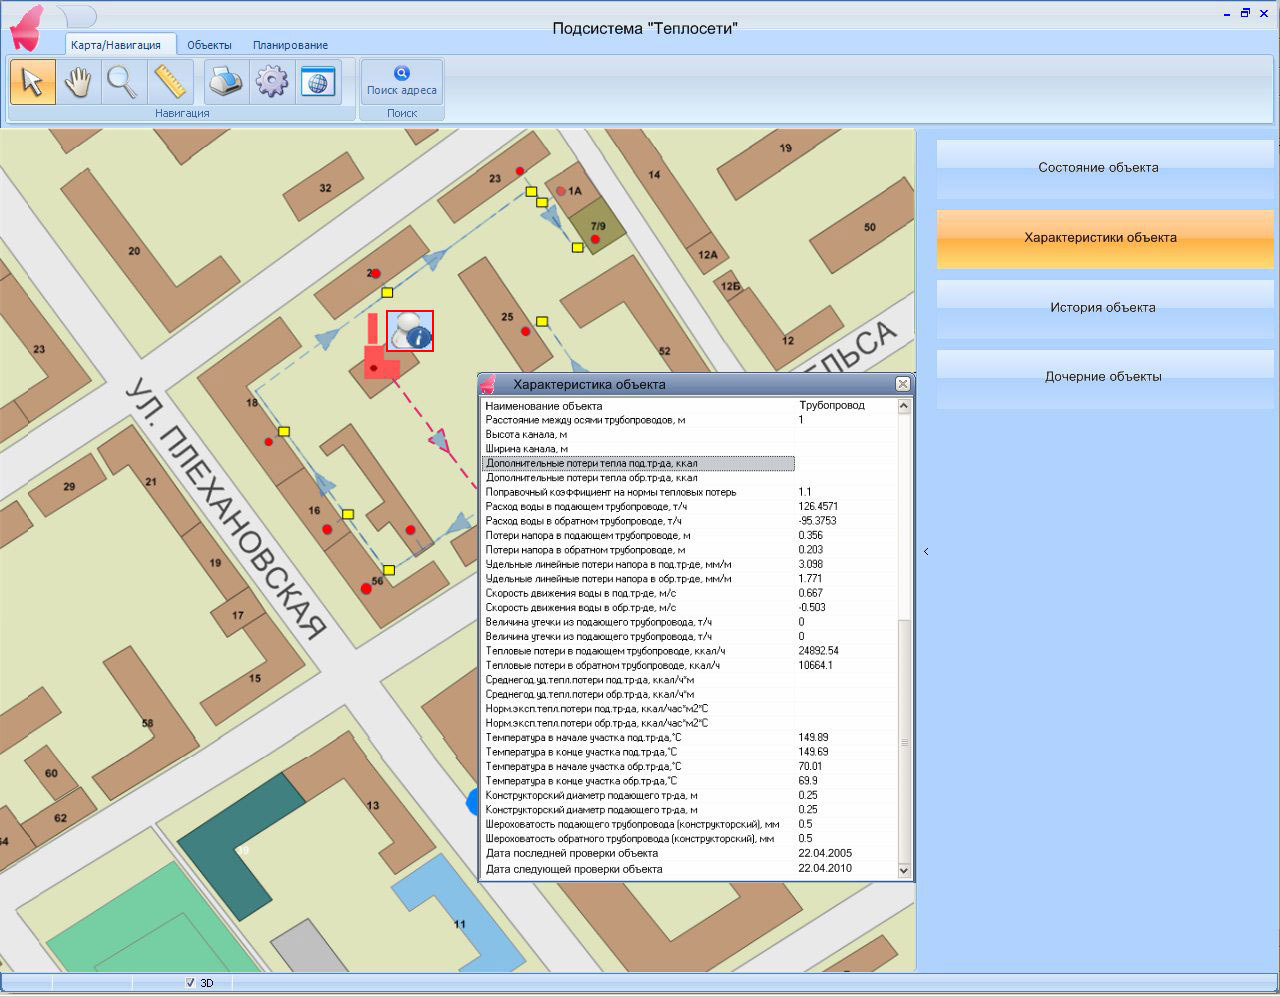 Подсистема "Теплосети"
Карта/Навигация
Объекты
Планирование
Поиск адреса
Навигация
Поиск
Состояние объекта
Характеристики объекта
История объекта
Дочерние объекты
19
14
32
23
1А
7/9
50
20
12А
12Б
25
23
12
52
ЕЛЬСА
18
УЛ. ПЛЕХАНОВСКАЯ
29
21
16
56
19
17
15
58
60
62
64
13
39
11
Характеристика объекта
Наименование объекта Трубопровод
Расстояние между осями трубопроводов, м 1
Высота канала, м
Ширина канала, м
Дополнительные потери тепла под.тр-да, ккал
Дополнительные потери тепла обр.тр-да, ккал
Поправочный коэффициент на нормы тепловых потерь 1.1
Расход воды в подающем трубопроводе, т/ч 126.4571
Расход воды в обратном трубопроводе, т/ч -95.3753
Потери напора в подающем трубопроводе, м 0.356
Потери напора в обратном трубопроводе, м 0.203
Удельные линейные потери напора в под.тр-де, мм/м 3.098
Удельные линейные потери напора в обр.тр-де, мм/м 1.771
Скорость движения воды в под.тр-де, м/с 0.667
Скорость движения воды в обр.тр-де, м/с -0.503
Величина утечки из подающего трубопровода, т/ч 0
Величина утечки из подающего трубопровода, т/ч 0
Тепловые потери в подающем трубопроводе, ккал/ч 24892.54
Тепловые потери в обратном трубопроводе, ккал/ч 10664.1
Среднегод.уд.тепл.потери под.тр-да, ккал/ч*м
Среднегод.уд.тепл.потери обр.тр-да, ккал/ч*м
Норм.эксп.тепл.потери под.тр-да, ккал/час*м2*С
Норм.эксп.тепл.потери обр.тр-да, ккал/час*м2*С
Температура в начале участка под.тр-да,°С 149.89
Температура в конце участка под.тр-да,°С 149.69
Температура в начале участка обр.тр-да,°С 70.01
Температура в конце участка обр.тр-да,°С 69.9
Конструкторский диаметр подающего тр-да, м 0.25
Конструкторский диаметр подающего тр-да, м 0.25
Шероховатость подающего трубопровода (конструкторский), мм 0.5
Шероховатость обратного трубопровода (конструкторский), мм 0.5
Дата последней проверки объекта 22.04.2005
Дата следующей проверки объекта 22.04.2010
3D